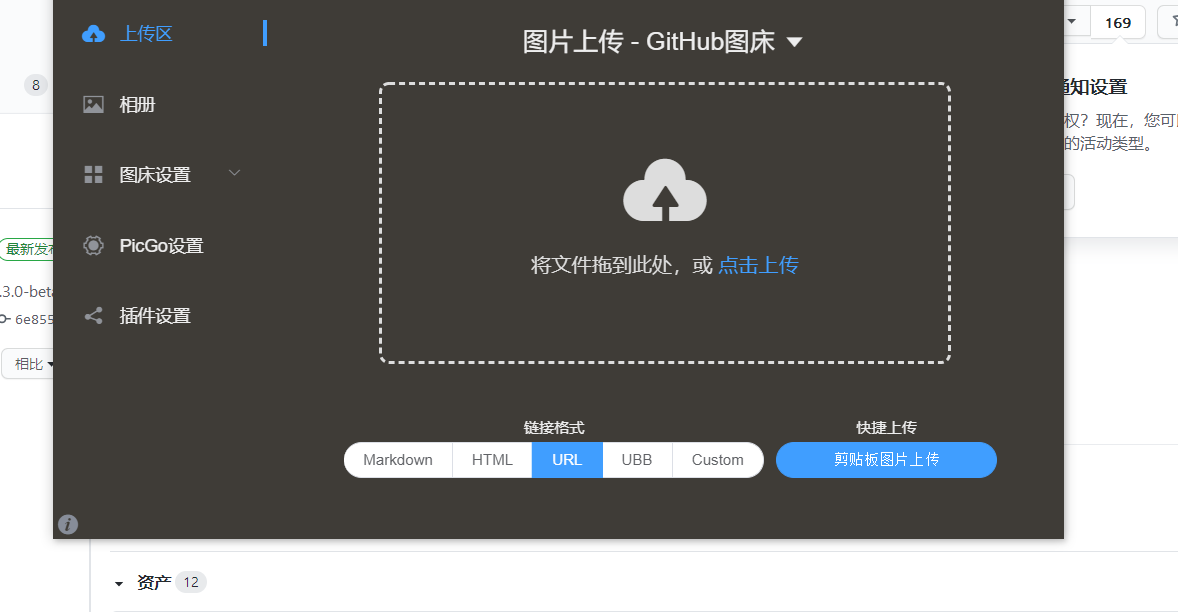 上传区
相册
图床设置
PicGo设置
插件设置
图片上传 - GitHub图床
将文件拖到此处，或 点击上传
链接格式
Markdown HTML URL UBB Custom
快捷上传
剪贴板图片上传
i
8
最新发布
.3.0-beta
6e855
相比
169
通知设置
权？现在，您可以
的活动类型。
资产 12